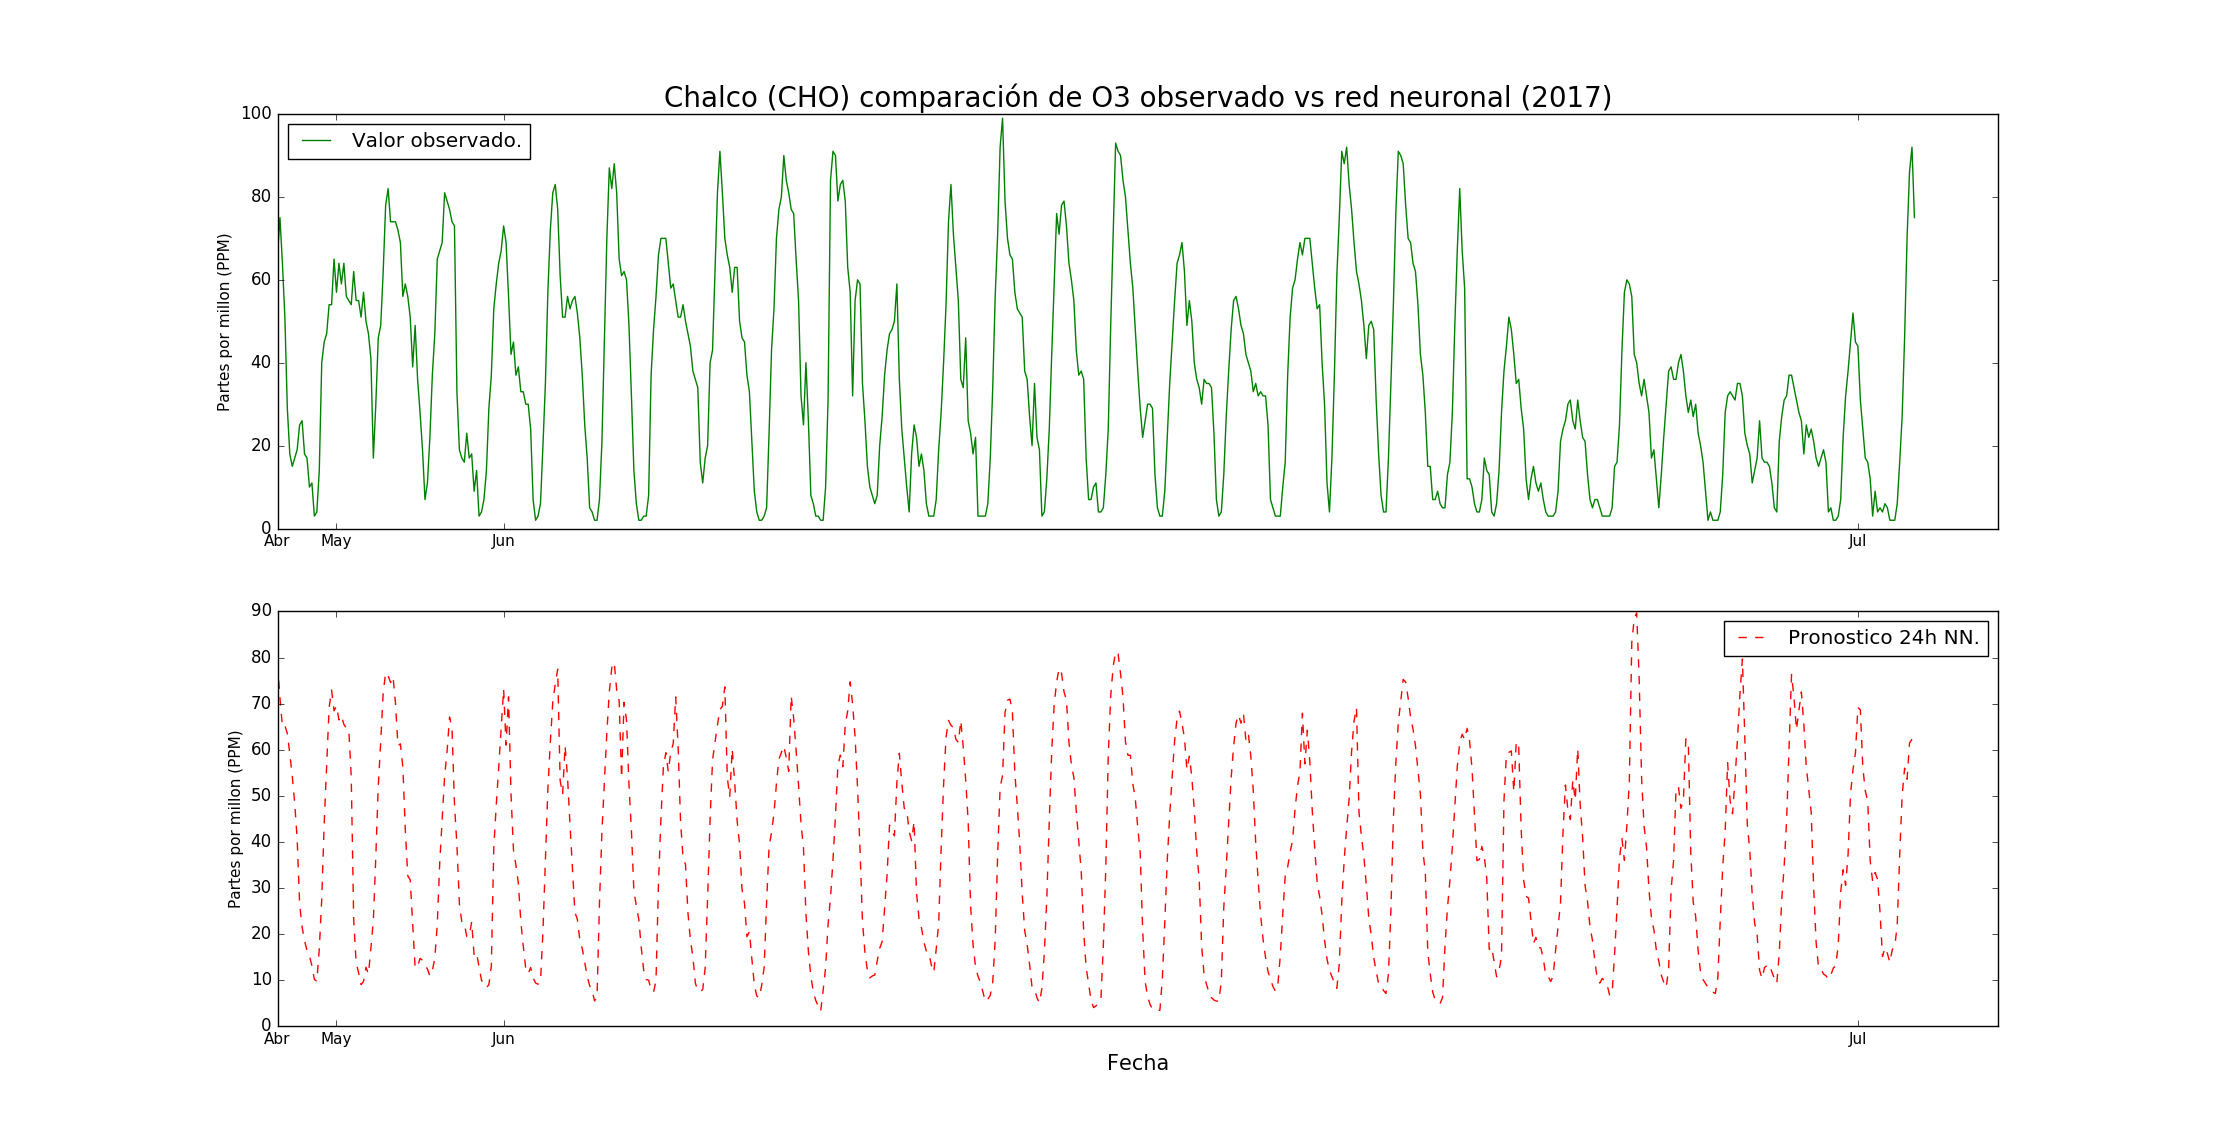 Chalco (CHO) comparación de O3 observado vs red neuronal (2017)
100
80
60
40
20
0
Partes por millon (PPM)
Valor observado.
Abr May Jun Jul
90
80
70
60
50
40
30
20
10
0
Partes por millon (PPM)
Pronostico 24h NN.
Abr May Jun Jul
Fecha